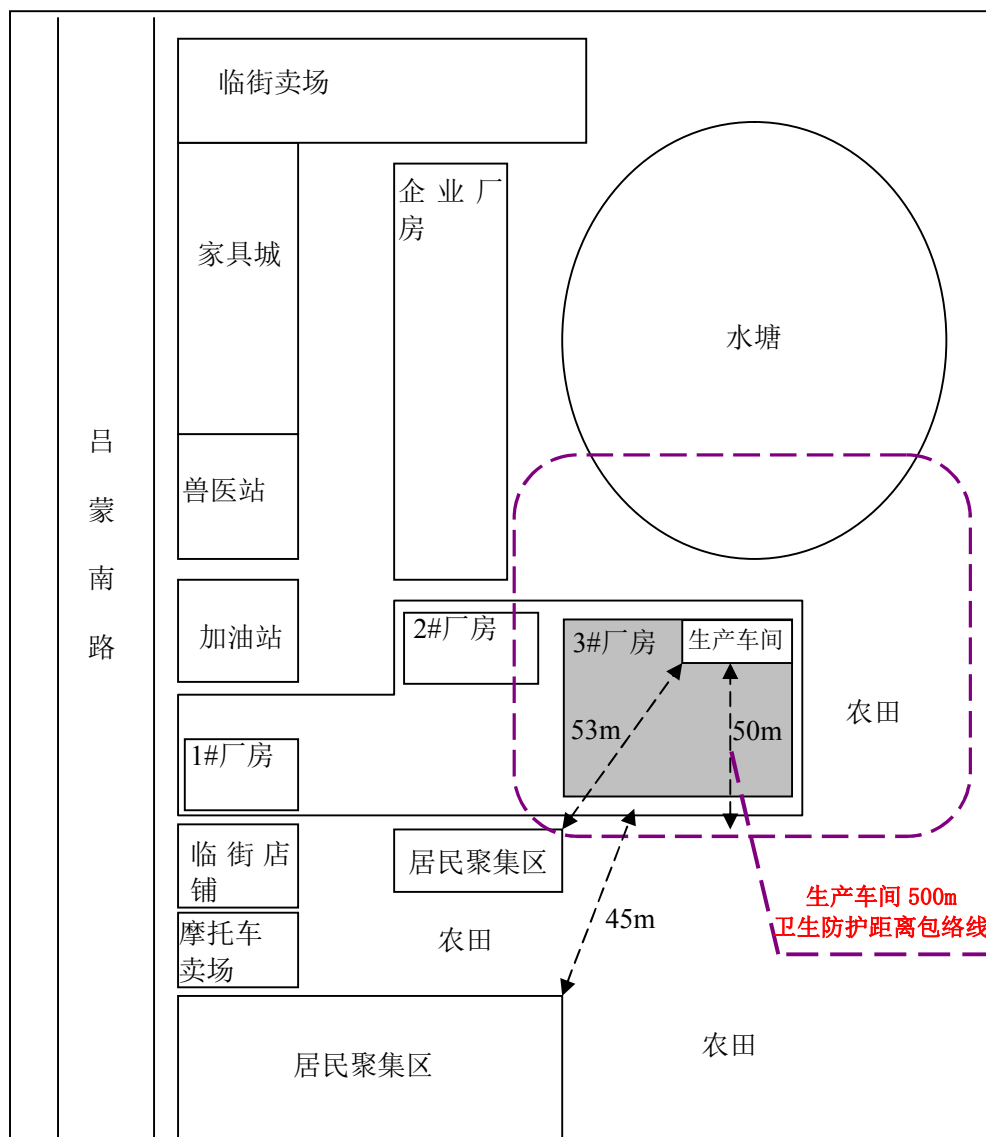 临街卖场
企业厂
房
家具城
水塘
吕
蒙
南
路
兽医站
加油站
2#厂房
3#厂房
生产车间
农田
53m
50m
1#厂房
临街店
铺
居民聚集区
生产车间 500m
卫生防护距离包络线
45m
摩托车
卖场
农田
农田
居民聚集区